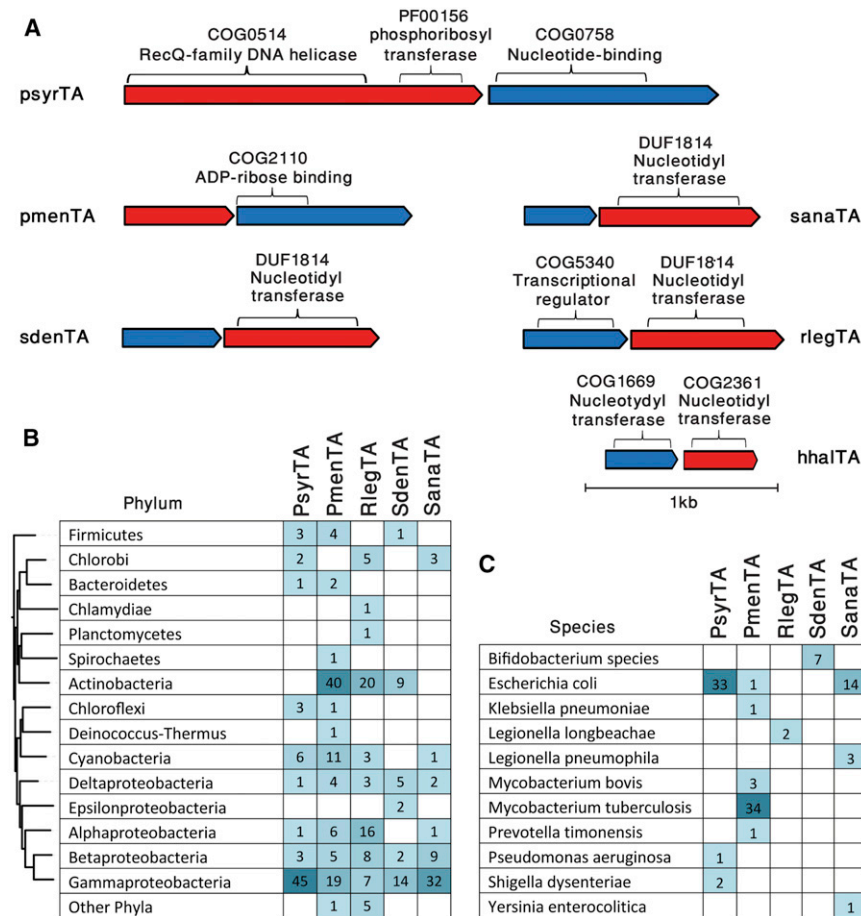 A
COG0514
RecQ-family DNA helicase
PF00156
phosphoribosyl
transferase
COG0758
Nucleotide-binding
psyrTA
COG2110
ADP-ribose binding
pmenTA
DUF1814
Nucleotidyl
transferase
sanaTA
DUF1814
Nucleotidyl
transferase
sdenTA
COG5340
Transcriptional
regulator
DUF1814
Nucleotidyl
transferase
rlegTA
COG1669
Nucleotydyl
transferase
COG2361
Nucleotidyl
transferase
hhalTA
1kb
B
Phylum PsyrTA PmenTA RlegTA SdenTA SanaTA
Firmicutes 3 4 1
Chlorobi 2 5 3
Bacteroidetes 1 2
Chlamydiae 1
Planctomycetes 1
Spirochaetes 1
Actinobacteria 40 20 9
Chloroflexi 3 1
Deinococcus-Thermus 1
Cyanobacteria 6 11 3 1
Deltaproteobacteria 1 4 3 5 2
Epsilonproteobacteria 2
Alphaproteobacteria 1 6 16 1
Betaproteobacteria 3 5 8 2 9
Gammaproteobacteria 45 19 7 14 32
Other Phyla 1 5
C
Species PsyrTA PmenTA RlegTA SdenTA SanaTA
Bifidobacterium species 7
Escherichia coli 33 1 14
Klebsiella pneumoniae 1
Legionella longbeachae 2
Legionella pneumophila 3
Mycobacterium bovis 3
Mycobacterium tuberculosis 34
Prevotella timonensis 1
Pseudomonas aeruginosa 1
Shigella dysenteriae 2
Yersinia enterocolitica 1